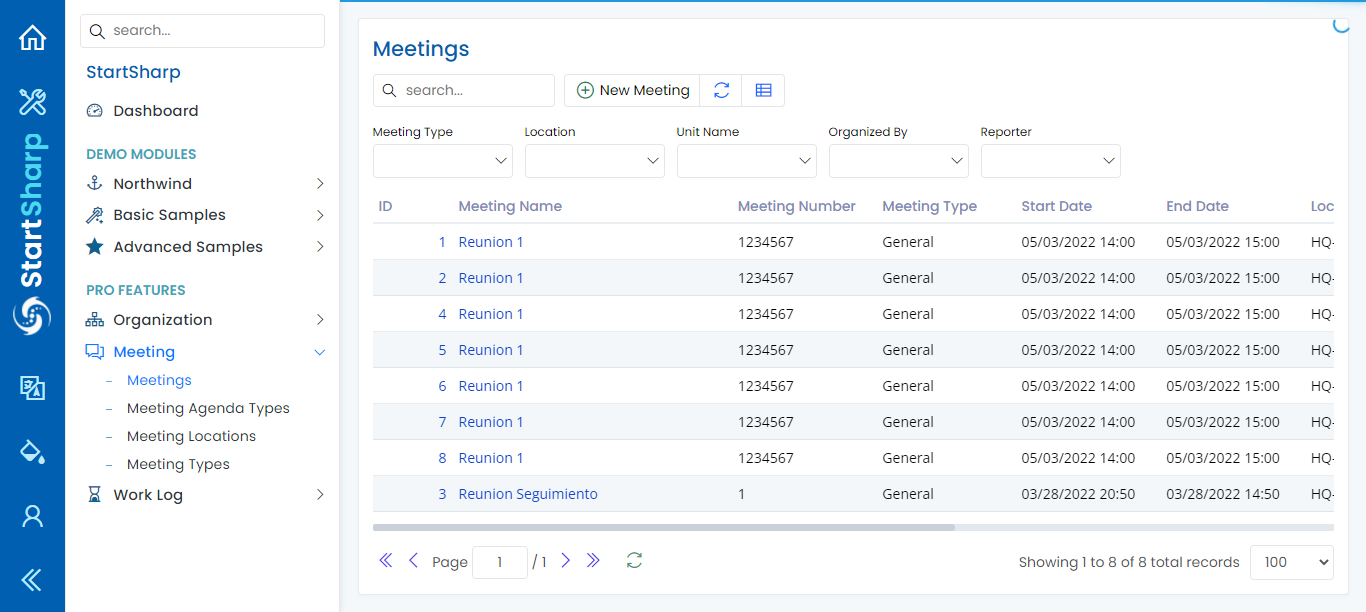 StartSharp
search...
StartSharp
Dashboard
DEMO MODULES
Northwind
Basic Samples
Advanced Samples
PRO FEATURES
Organization
Meeting
– Meetings
– Meeting Agenda Types
– Meeting Locations
– Meeting Types
Work Log
Meetings
search...
New Meeting
Meeting Type Location Unit Name Organized By Reporter
ID Meeting Name Meeting Number Meeting Type Start Date End Date Loc
1 Reunion 1 1234567 General 05/03/2022 14:00 05/03/2022 15:00 HQ-
2 Reunion 1 1234567 General 05/03/2022 14:00 05/03/2022 15:00 HQ-
4 Reunion 1 1234567 General 05/03/2022 14:00 05/03/2022 15:00 HQ-
5 Reunion 1 1234567 General 05/03/2022 14:00 05/03/2022 15:00 HQ-
6 Reunion 1 1234567 General 05/03/2022 14:00 05/03/2022 15:00 HQ-
7 Reunion 1 1234567 General 05/03/2022 14:00 05/03/2022 15:00 HQ-
8 Reunion 1 1234567 General 05/03/2022 14:00 05/03/2022 15:00 HQ-
3 Reunion Seguimiento 1 General 03/28/2022 20:50 03/28/2022 14:50 HQ-
Page 1 / 1
Showing 1 to 8 of 8 total records 100